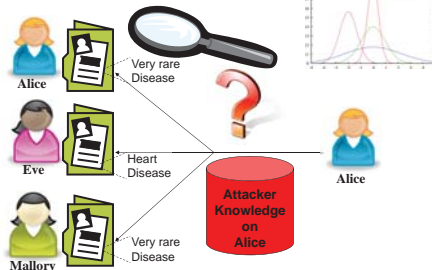 Very rare
Disease
Alice
Eve
Heart
Disease
Alice
Attacker
Knowledge
on
Alice
Very rare
Disease
Mallory